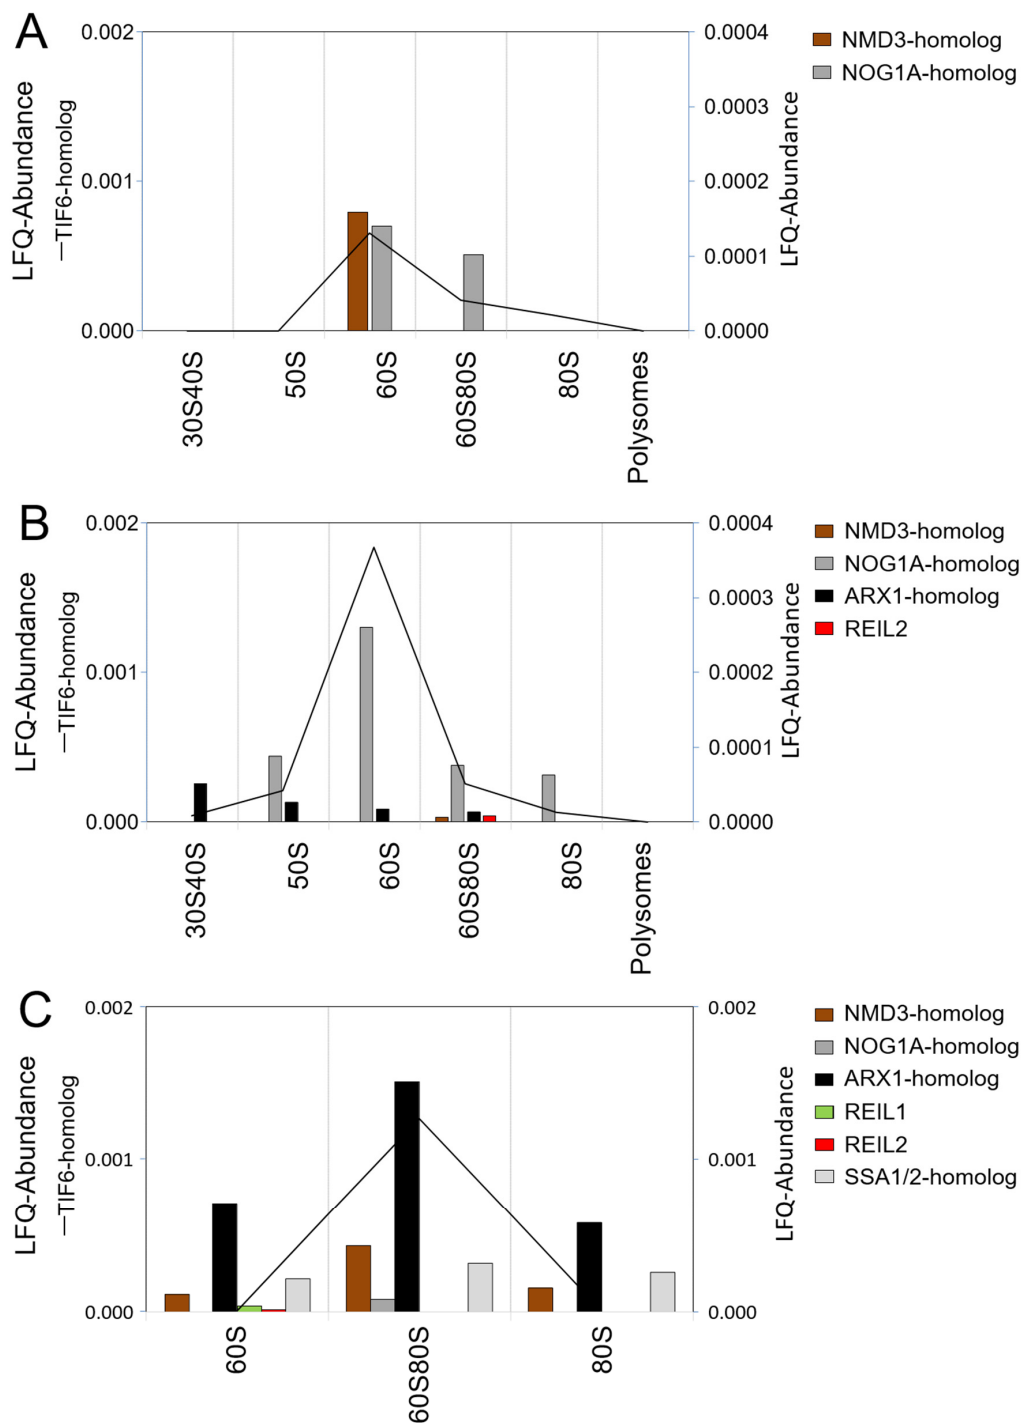 A
0.002
0.001
0.000
LFQ-Abundance
—TIF6-homolog
0.0004
0.0003
0.0002
0.0001
0.0000
LFQ-Abundance
NMD3-homolog
NOG1A-homolog
30S40S
50S
60S
60S80S
80S
Polysomes
B
0.002
0.001
0.000
LFQ-Abundance
—TIF6-homolog
0.0004
0.0003
0.0002
0.0001
0.0000
LFQ-Abundance
NMD3-homolog
NOG1A-homolog
ARX1-homolog
REIL2
30S40S
50S
60S
60S80S
80S
Polysomes
C
0.002
0.001
0.000
LFQ-Abundance
—TIF6-homolog
0.002
0.001
0.000
LFQ-Abundance
NMD3-homolog
NOG1A-homolog
ARX1-homolog
REIL1
REIL2
SSA1/2-homolog
60S
60S80S
80S